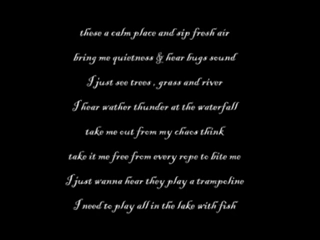 these a calm place and sip fresh air
bring me quietness & hear bugs sound
I just see trees , grass and river
I hear wather thunder at the waterfall
take me out from my chaos think
take it me free from every rope to bite me
I just wanna hear they play a trampoline
I need to play all in the lake with fish